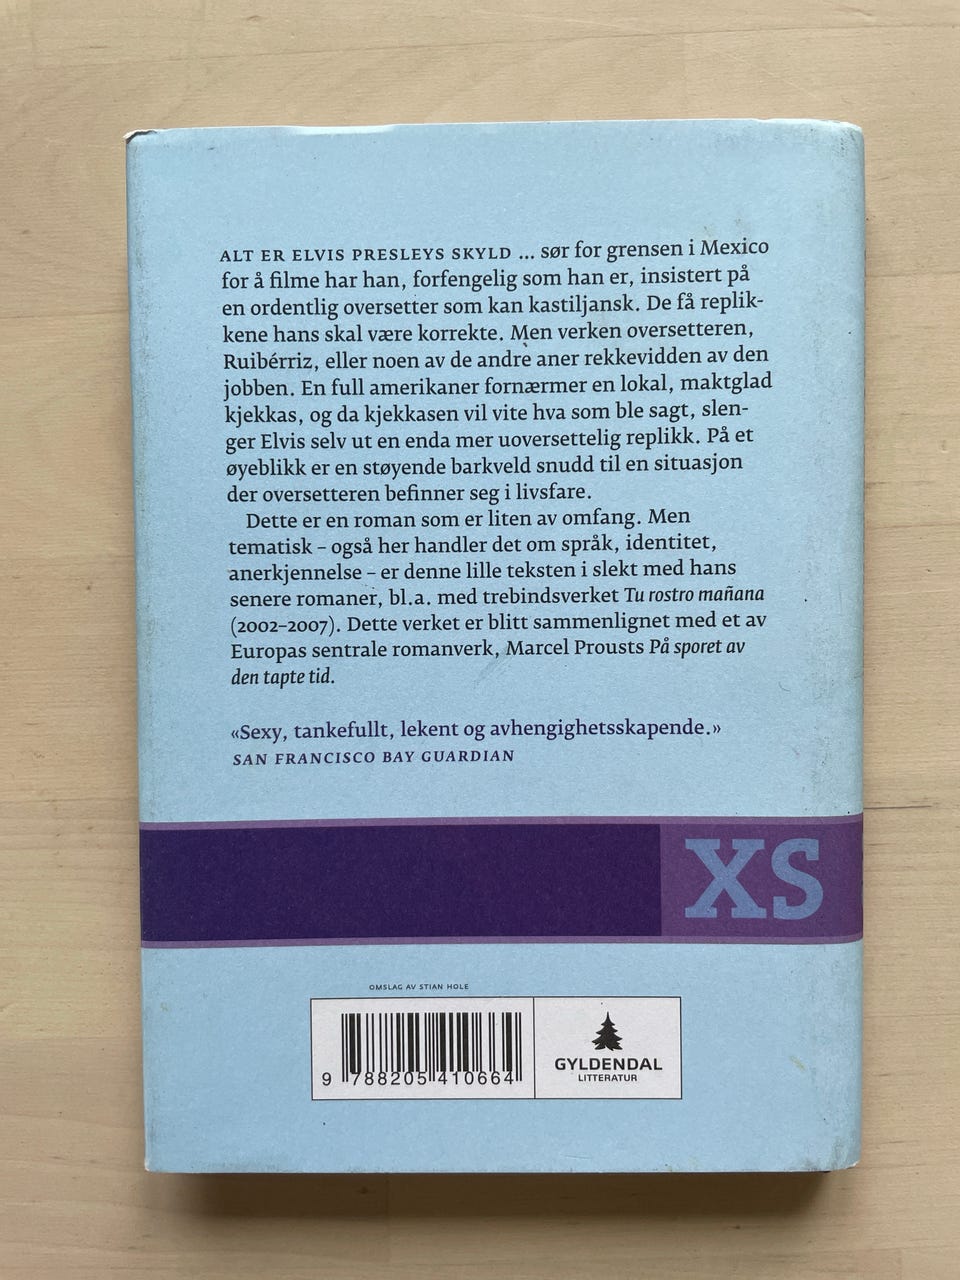 ALT ER ELVIS PRESLEYS SKYLD ... sør for grensen i Mexico
for å filme har han, forfengelig som han er, insistert på
en ordentlig oversetter som kan kastiljansk. De få replik-
kene hans skal være korrekte. Men verken oversetteren,
Ruibérriz, eller noen av de andre aner rekkevidden av den
jobben. En full amerikaner fornærmer en lokal, maktglad
kjekkas, og da kjekkasen vil vite hva som ble sagt, slen-
ger Elvis selv ut en enda mer uoversettelig replikk. På et
øyeblikk er en støyende barkveld snudd til en situasjon
der oversetteren befinner seg i livsfare.
Dette er en roman som er liten av omfang. Men
tematisk – også her handler det om språk, identitet,
anerkjennelse – er denne lille teksten i slekt med hans
senere romaner, bl.a. med trebindsverket Tu rostro mañana
(2002–2007). Dette verket er blitt sammenlignet med et av
Europas sentrale romanverk, Marcel Prousts På sporet av
den tapte tid.
«Sexy, tankefullt, lekent og avhengighetsskapende.»
SAN FRANCISCO BAY GUARDIAN
XS
OMSLAG AV STIAN HOLE
9 788205 410664
GYLDENDAL
LITTERATUR